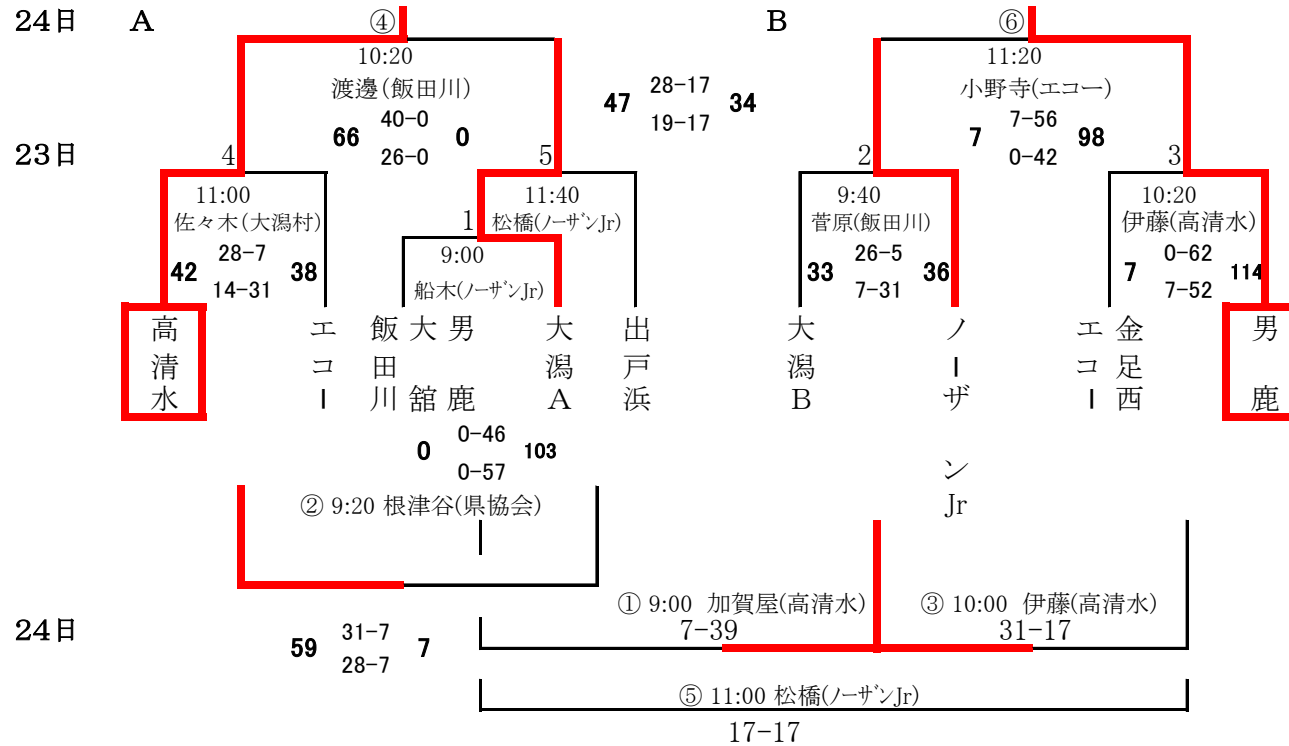 24日 A ④ B ⑥
10:20 11:20
渡邊(飯田川) 小野寺(エコー)
47 28-17 19-17 34
66 40-0 26-0 0
7 7-56 0-42 98
23日 4 5 2 3
11:00 11:40 9:40 10:20
佐々木(大潟村) 1 松橋(ノーザンJr) 菅原(飯田川) 伊藤(高清水)
42 28-7 14-31 38
9:00
船木(ノーザンJr)
33 26-5 7-31 36
7 0-62 7-52 114
高清水
エコー
飯田川
大舘
男鹿
大潟A
出戸浜
大潟B
ノーザンJr
エコー
金足西
男鹿
0 0-46 0-57 103
② 9:20 根津谷(県協会)
① 9:00 加賀屋(高清水) ③ 10:00 伊藤(高清水)
24日 7-39 31-17
59 31-7 28-7 7
⑤ 11:00 松橋(ノーザンJr)
17-17